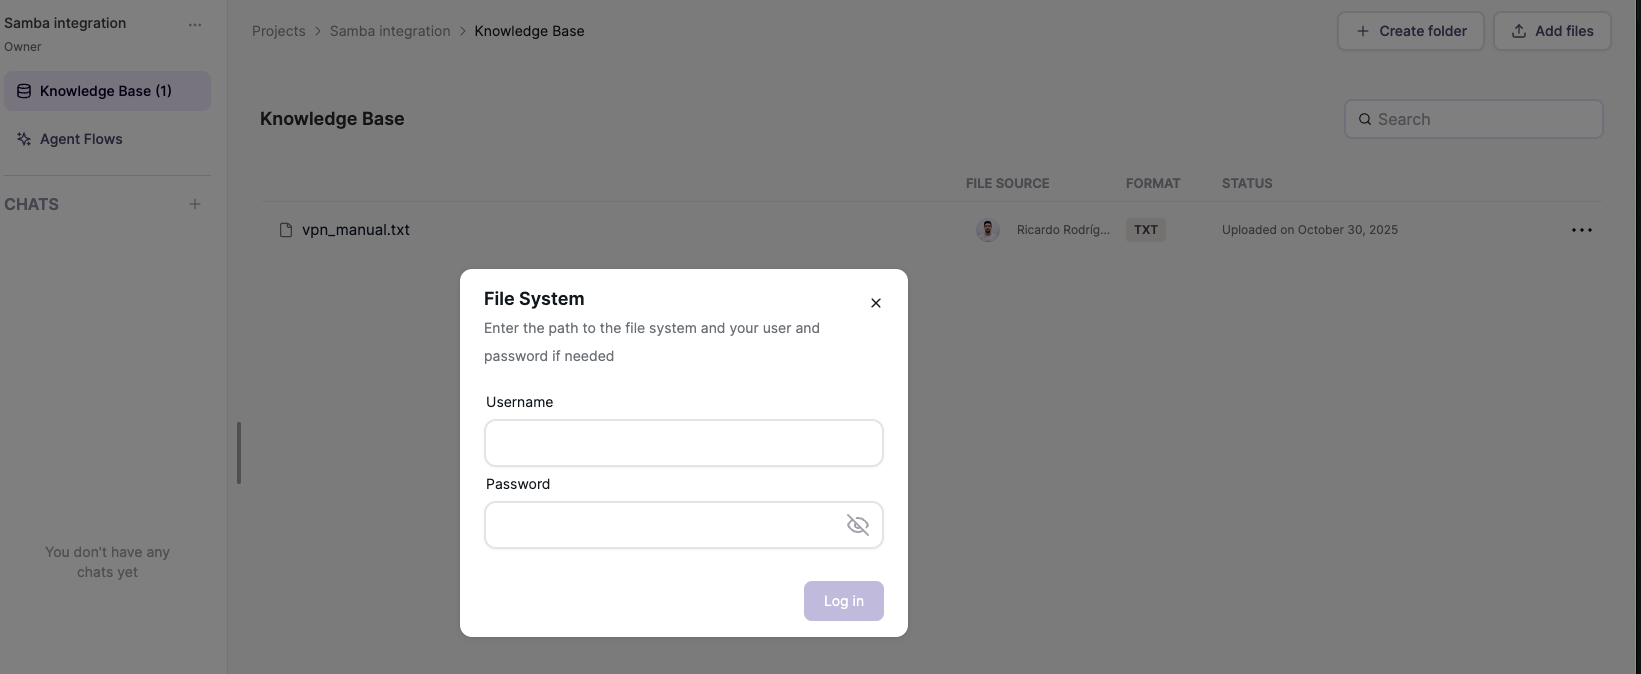 Samba integration
...
Owner
Knowledge Base (1)
Agent Flows
CHATS
You don't have any
chats yet
Projects > Samba integration > Knowledge Base
Create folder
Add files
Knowledge Base
Search
FILE SOURCE FORMAT STATUS
vpn_manual.txt Ricardo Rodríg... TXT Uploaded on October 30, 2025
File System
Enter the path to the file system and your user and
password if needed
Username
Password
Log in